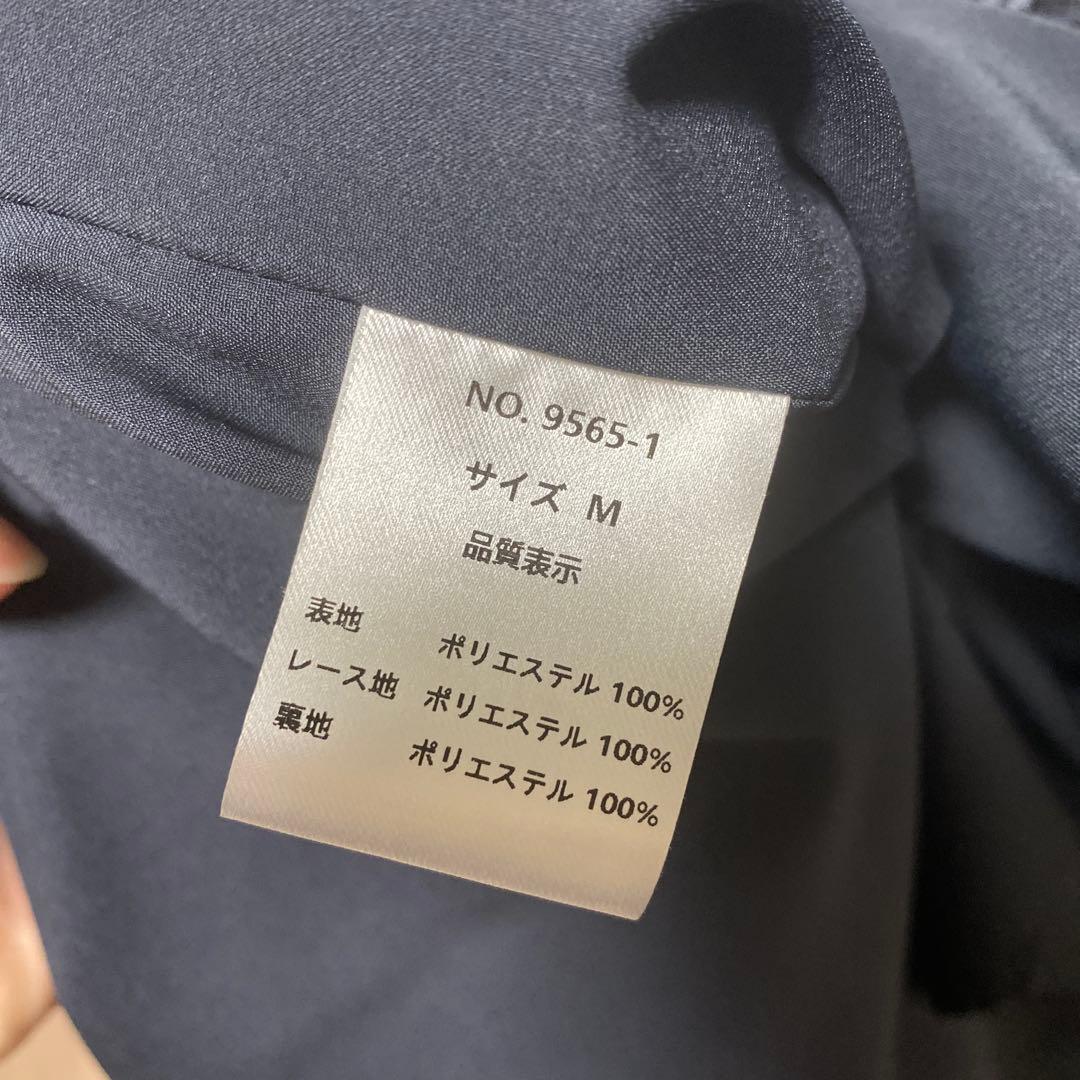 NO. 9565-1
サイズ M
品質表示
表地 ポリエステル 100%
レース地 ポリエステル 100%
裏地 ポリエステル 100%